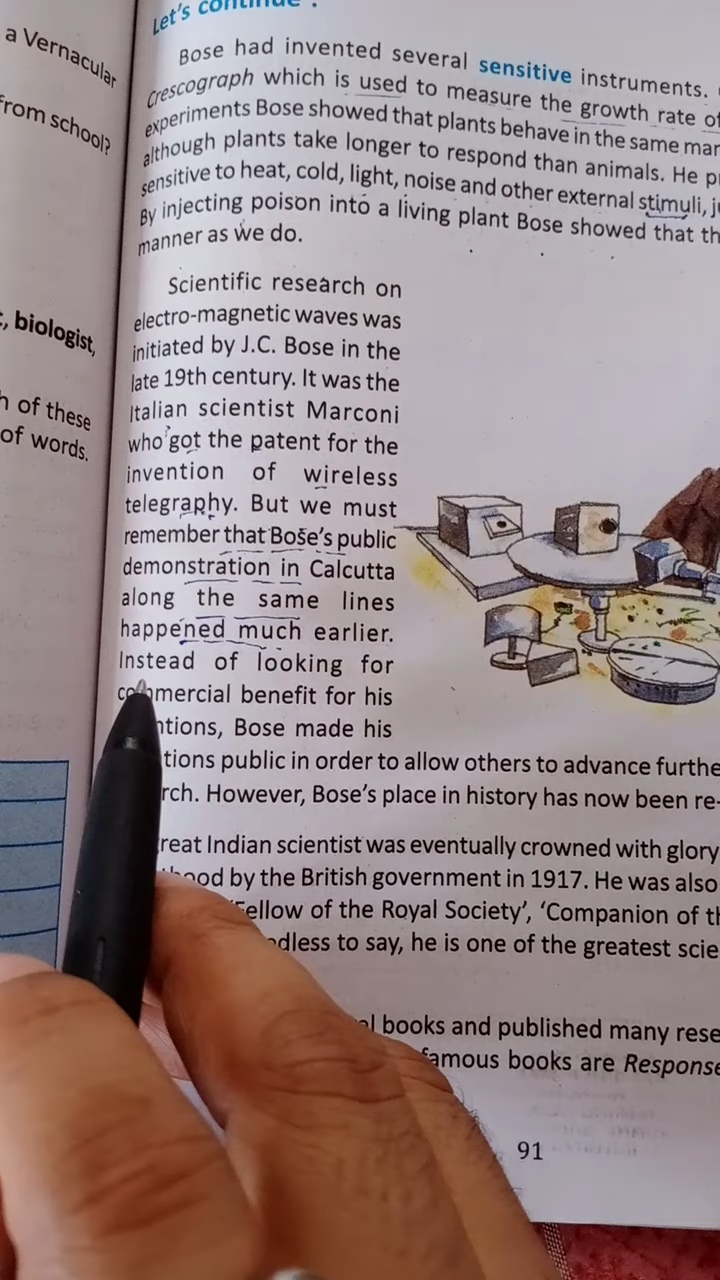 a Vernacular
from school?
, biologist,
of these
of words.
Let's continue :
Bose had invented several sensitive instruments.
Crescograph which is used to measure the growth rate of
experiments Bose showed that plants behave in the same
although plants take longer to respond than animals. He
sensitive to heat, cold, light, noise and other external stimuli,
By injecting poison into a living plant Bose showed that
manner as we do.
Scientific research on
electro-magnetic waves was
initiated by J.C. Bose in the
late 19th century. It was the
Italian scientist Marconi
who got the patent for the
invention of wireless
telegraphy. But we must
remember that Bose's public
demonstration in Calcutta
along the same lines
happened much earlier.
Instead of looking for
commercial benefit for his
ntions, Bose made his
tions public in order to allow others to advance furthe
rch. However, Bose's place in history has now been re-
reat Indian scientist was eventually crowned with glory
hood by the British government in 1917. He was also
'Fellow of the Royal Society', 'Companion of
dless to say, he is one of the greatest scie
books and published many rese
famous books are Response
91